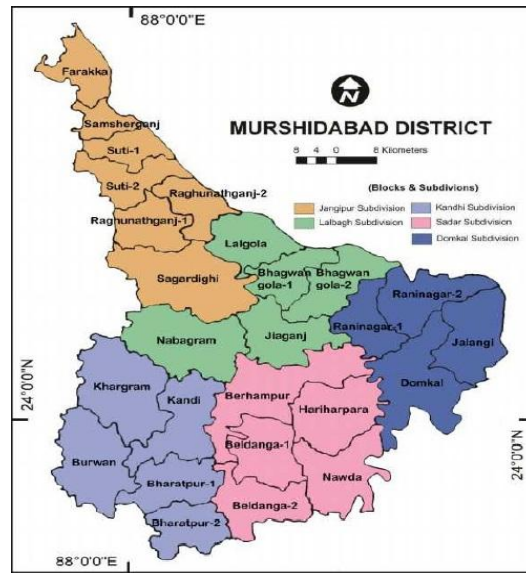 88°0'0"E
Farakka
Samsherganj
Suti-1
Suti-2
Raghunathganj-2
Raghunathganj-1
Sagardighi
N
MURSHIDABAD DISTRICT
8 4 0 8 Kilometers
(Blocks & Subdivions)
Jangipur Subdivision
Kandhi Subdivision
Lalbagh Subdivision
Sadar Subdivision
Domkal Subdivision
Lalgola
Bhagwan
gola-1
Bhagwan
gola-2
Nabagram
Jiaganj
Raninagar-2
Raninagar-1
Jalangi
Domkal
Khargram
Kandi
Burwan
Bharatpur-1
Bharatpur-2
Berhampur
Hariharpara
Beldanga-1
Nawda
Beldanga-2
24°0'0"N
24°0'0"N
88°0'0"E